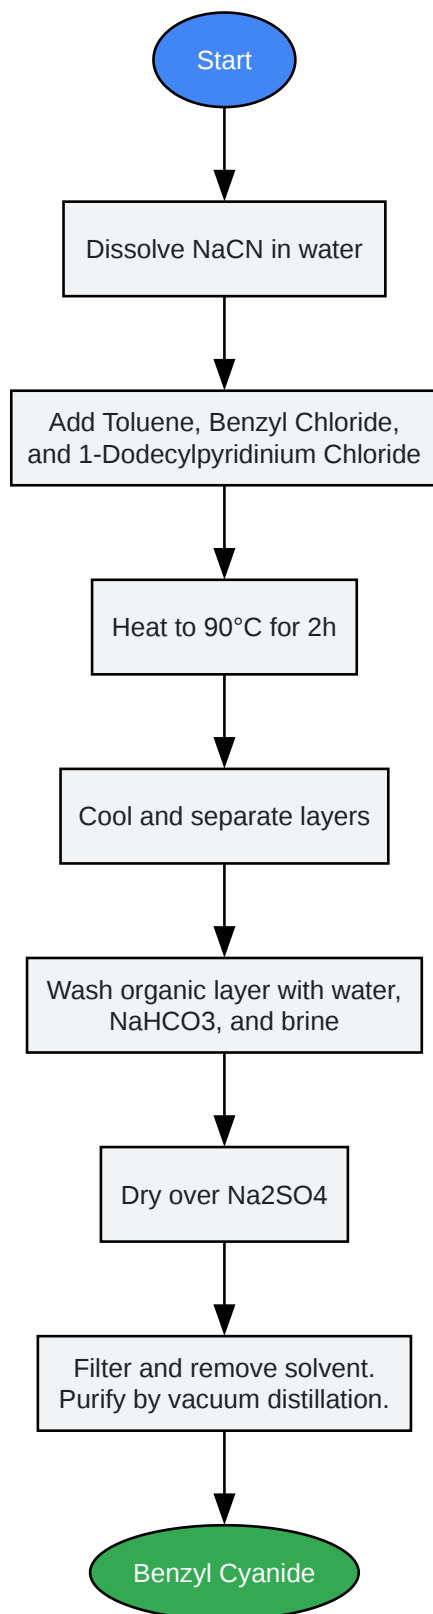 Start
Dissolve NaCN in water
Add Toluene, Benzyl Chloride,
and 1-Dodecylpyridinium Chloride
Heat to 90°C for 2h
Cool and separate layers
Wash organic layer with water,
NaHCO3, and brine
Dry over Na2SO4
Filter and remove solvent.
Purify by vacuum distillation.
Benzyl Cyanide